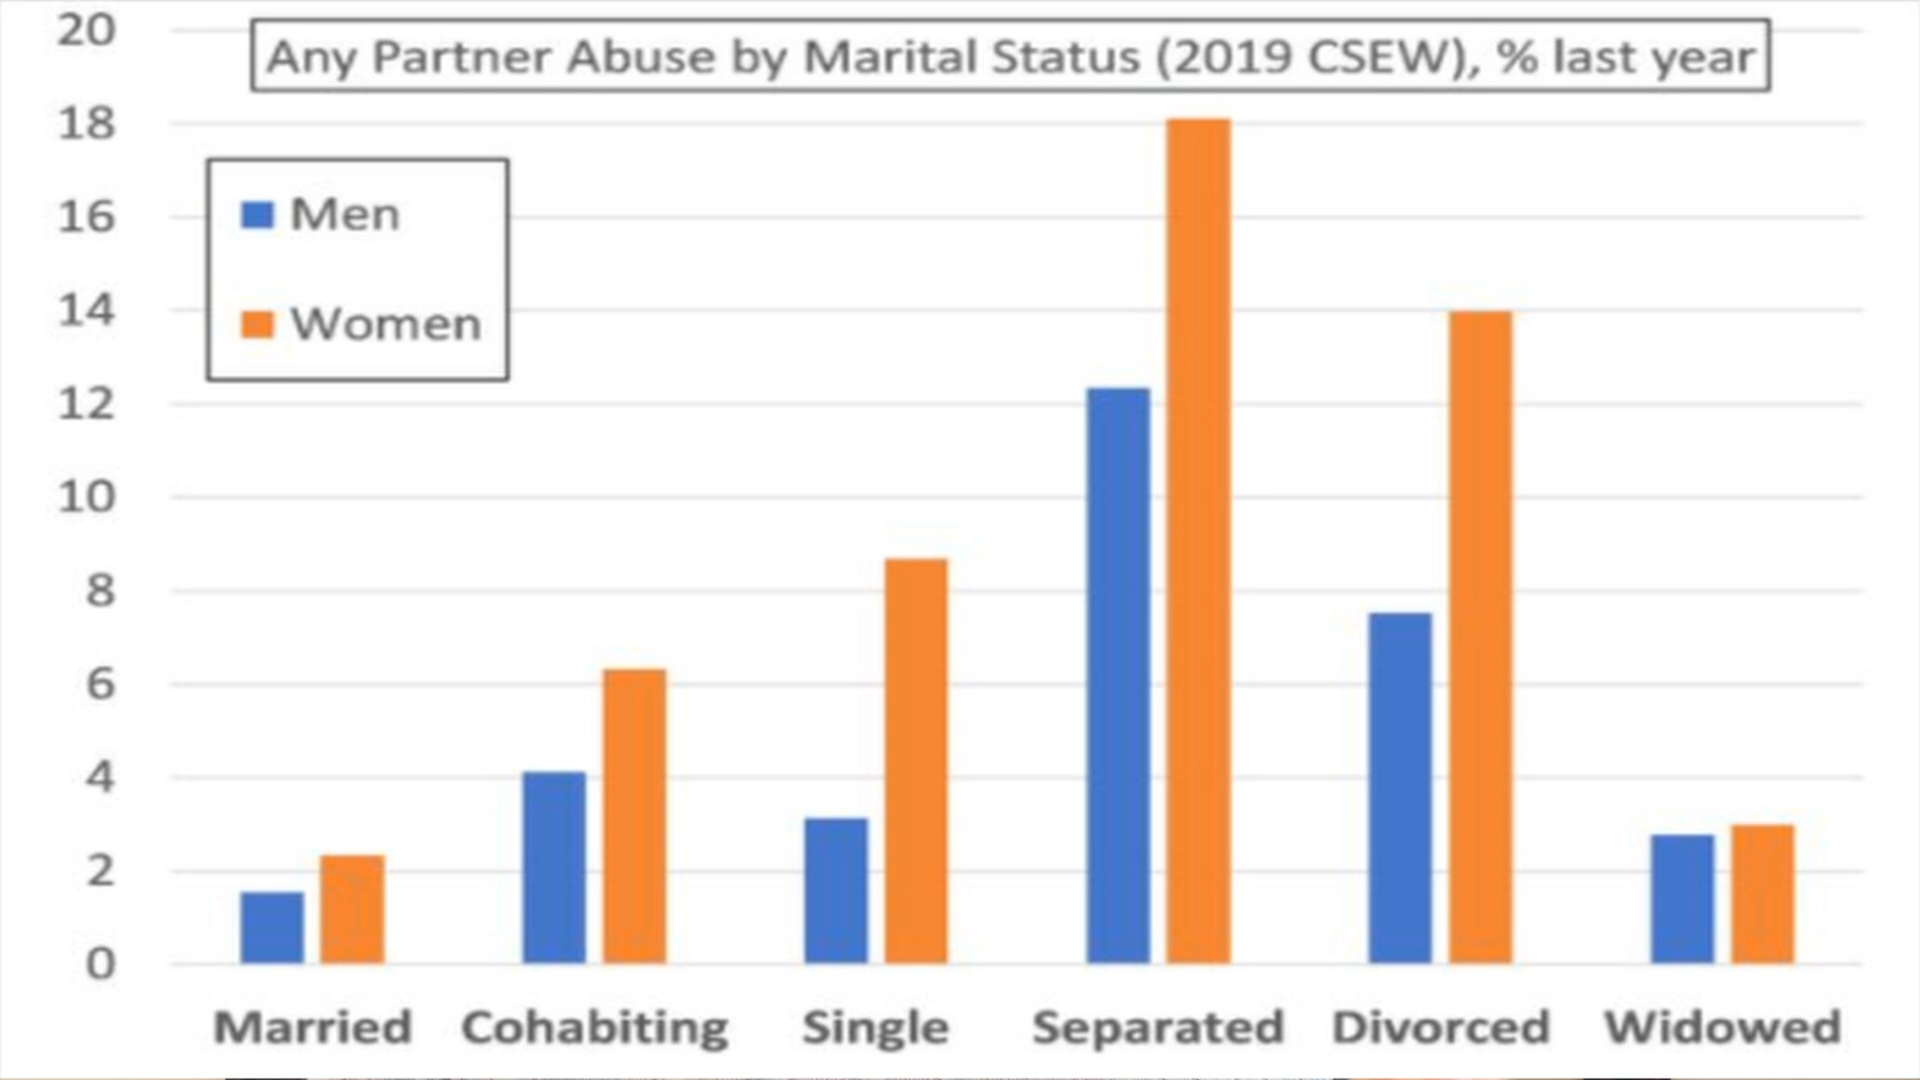 Any Partner Abuse by Marital Status (2019 CSEW), % last year
20
18
16
14
12
10
8
6
4
2
0
Men
Women
Married Cohabiting Single Separated Divorced Widowed